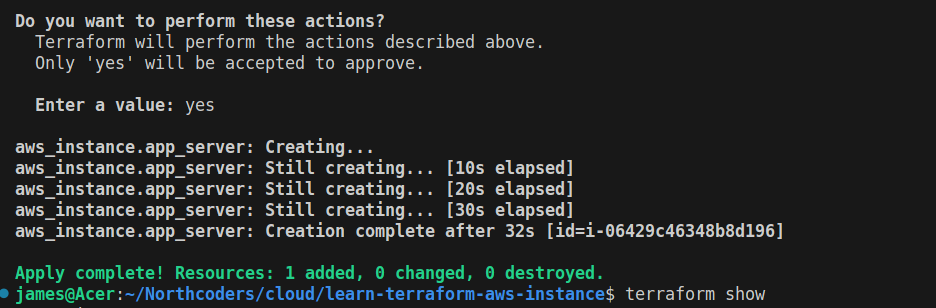 Do you want to perform these actions?
Terraform will perform the actions described above.
Only 'yes' will be accepted to approve.
Enter a value: yes
aws_instance.app_server: Creating...
aws_instance.app_server: Still creating... [10s elapsed]
aws_instance.app_server: Still creating... [20s elapsed]
aws_instance.app_server: Still creating... [30s elapsed]
aws_instance.app_server: Creation complete after 32s [id=i-06429c46348b8d196]
Apply complete! Resources: 1 added, 0 changed, 0 destroyed.
james@Acer:~/Northcoders/cloud/learn-terraform-aws-instance$ terraform show